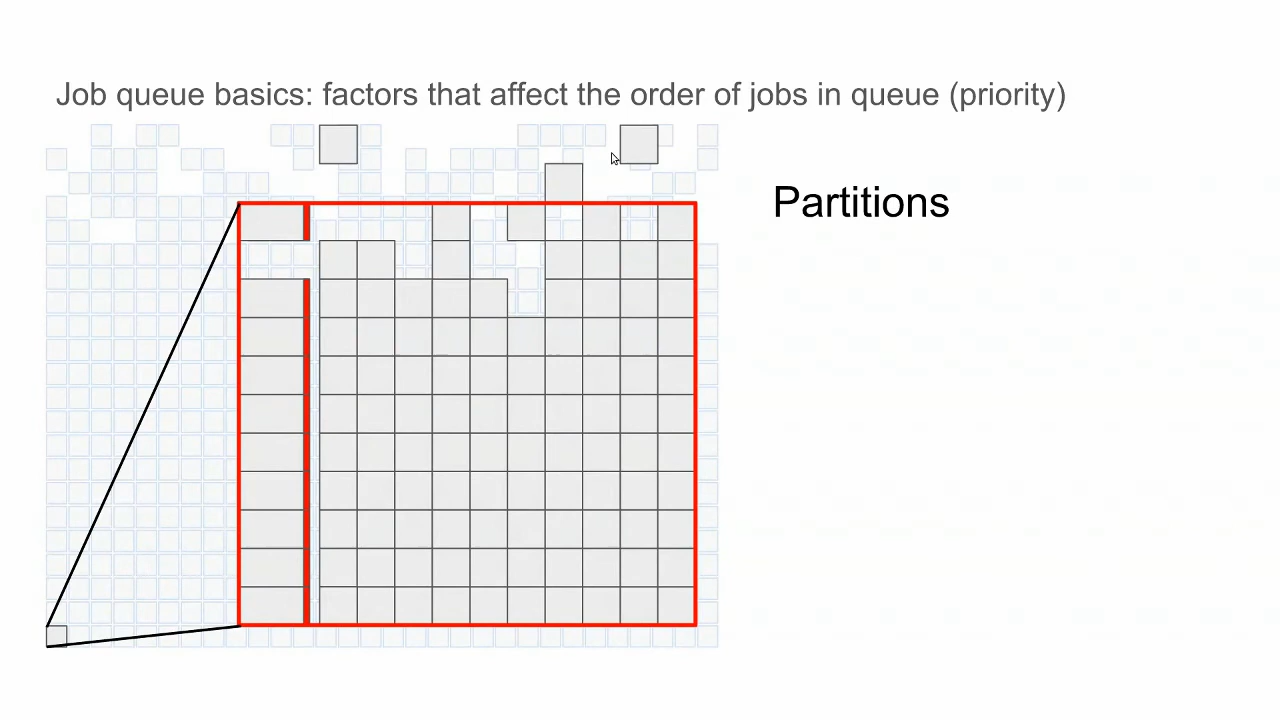 Job queue basics: factors that affect the order of jobs in queue (priority)
Partitions